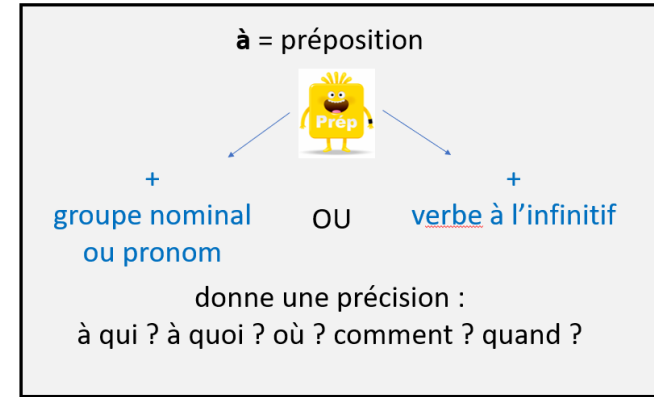 à = préposition
Prép
+
+
groupe nominal
ou pronom
OU
verbe à l’infinitif
donne une précision :
à qui ? à quoi ? où ? comment ? quand ?